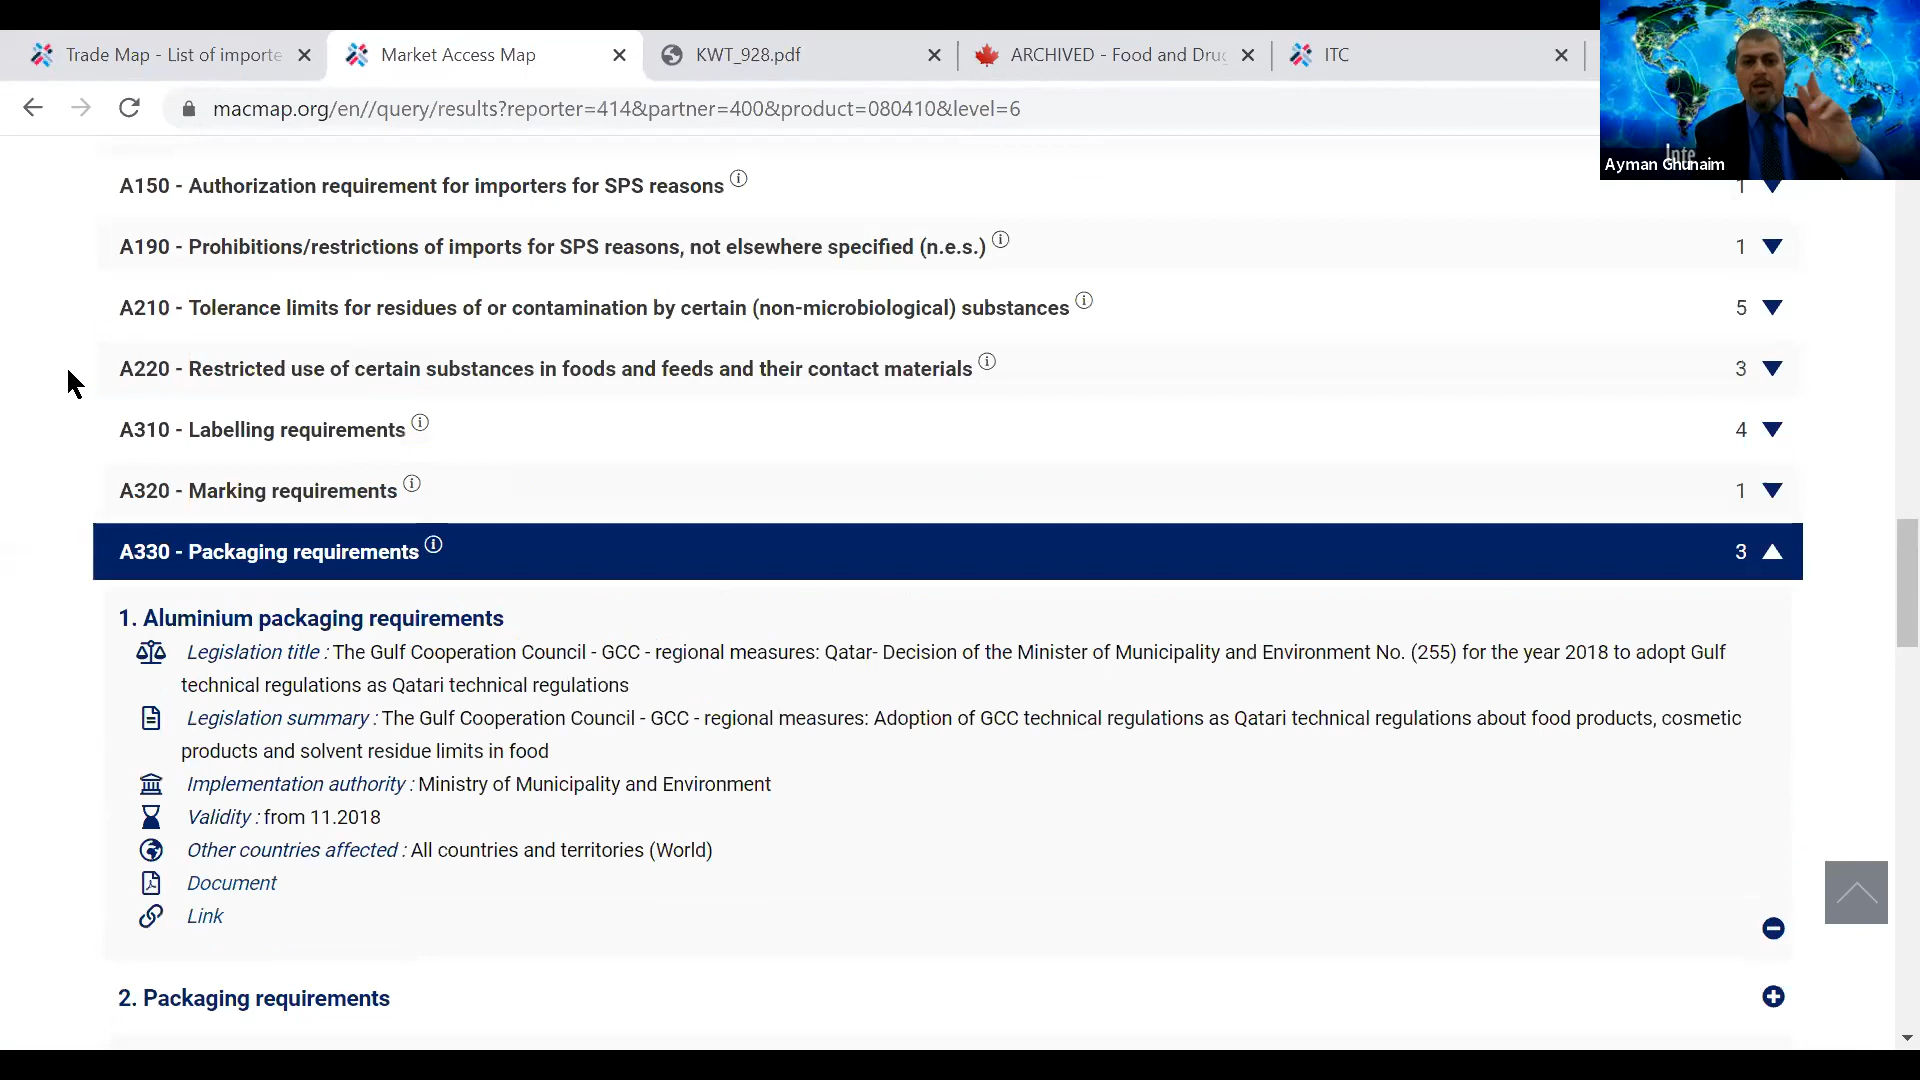 Trade Map - List of importe
Market Access Map
KWT_928.pdf
ARCHIVED - Food and Drug
ITC
macmap.org/en//query/results?reporter=414&partner=400&product=080410&level=6
Inte
Ayman Ghunaim
A150 - Authorization requirement for importers for SPS reasons 1
A190 - Prohibitions/restrictions of imports for SPS reasons, not elsewhere specified (n.e.s.) 1
A210 - Tolerance limits for residues of or contamination by certain (non-microbiological) substances 5
A220 - Restricted use of certain substances in foods and feeds and their contact materials 3
A310 - Labelling requirements 4
A320 - Marking requirements 1
A330 - Packaging requirements 3
1. Aluminium packaging requirements
Legislation title : The Gulf Cooperation Council - GCC - regional measures: Qatar- Decision of the Minister of Municipality and Environment No. (255) for the year 2018 to adopt Gulf
technical regulations as Qatari technical regulations
Legislation summary : The Gulf Cooperation Council - GCC - regional measures: Adoption of GCC technical regulations as Qatari technical regulations about food products, cosmetic
products and solvent residue limits in food
Implementation authority : Ministry of Municipality and Environment
Validity : from 11.2018
Other countries affected : All countries and territories (World)
Document
Link
2. Packaging requirements